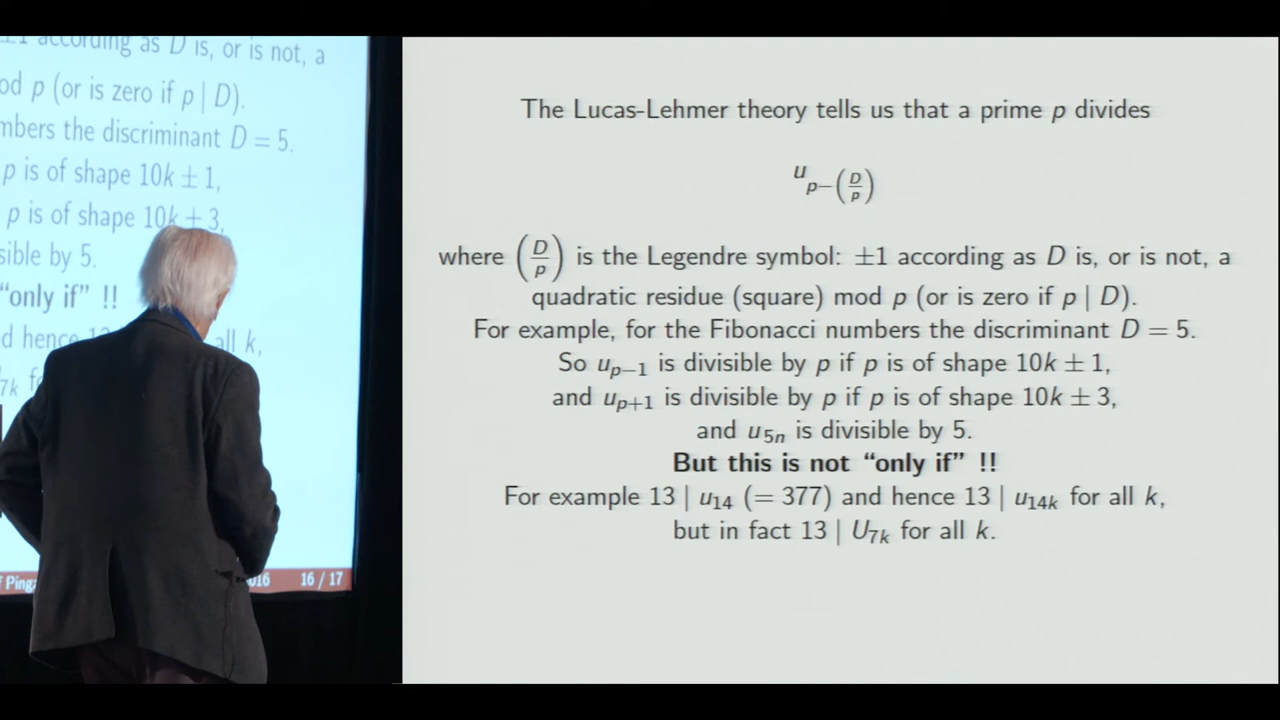 ±1 according as D is, or is not, a
od p (or is zero if p | D).
mbers the discriminant D = 5.
p is of shape 10k ± 1,
p is of shape 10k ± 3,
sible by 5.
"only if" !!
d hence 13 all k,
7k fo
f Ping 016 16 / 17
The Lucas-Lehmer theory tells us that a prime p divides
u_{p−(D/p)}
where (D/p) is the Legendre symbol: ±1 according as D is, or is not, a
quadratic residue (square) mod p (or is zero if p | D).
For example, for the Fibonacci numbers the discriminant D = 5.
So u_{p−1} is divisible by p if p is of shape 10k ± 1,
and u_{p+1} is divisible by p if p is of shape 10k ± 3,
and u_{5n} is divisible by 5.
But this is not “only if” !!
For example 13 | u_{14} (= 377) and hence 13 | u_{14k} for all k,
but in fact 13 | U_{7k} for all k.